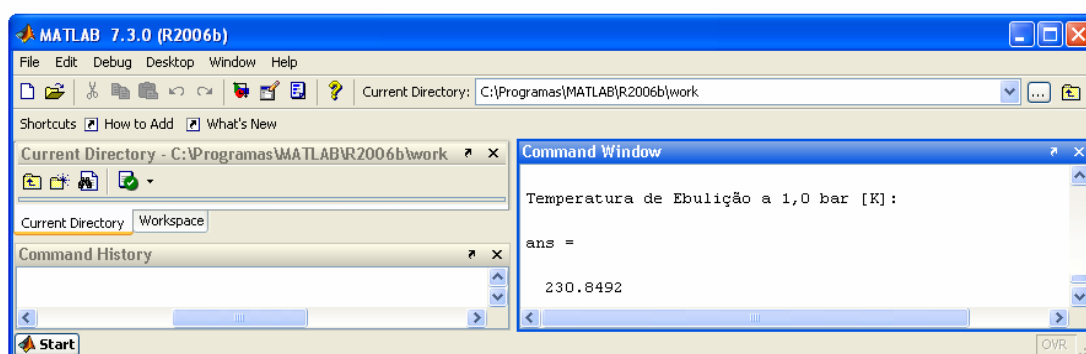 MATLAB 7.3.0 (R2006b)
File Edit Debug Desktop Window Help
Current Directory: C:\Programas\MATLAB\R2006b\work
Shortcuts How to Add What's New
Current Directory - C:\Programas\MATLAB\R2006b\work
Current Directory Workspace
Command History
Command Window
Temperatura de Ebulição a 1,0 bar [K]:
ans =
230.8492
Start
OVR